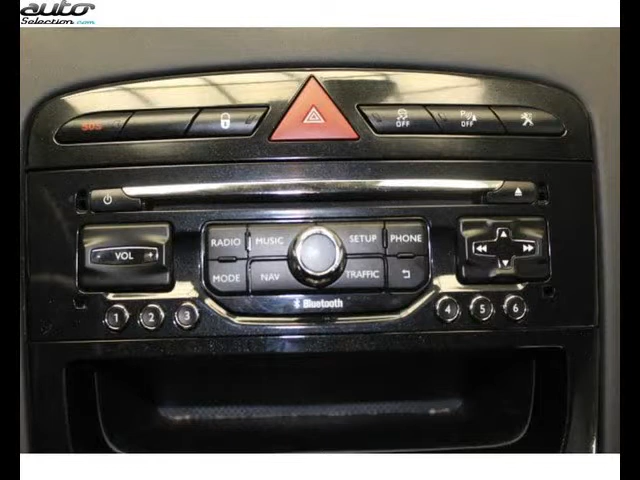 auto
Selection.com
SOS
OFF OFF
VOL
RADIO MUSIC SETUP PHONE
MODE NAV TRAFFIC
Bluetooth
1 2 3 4 5 6